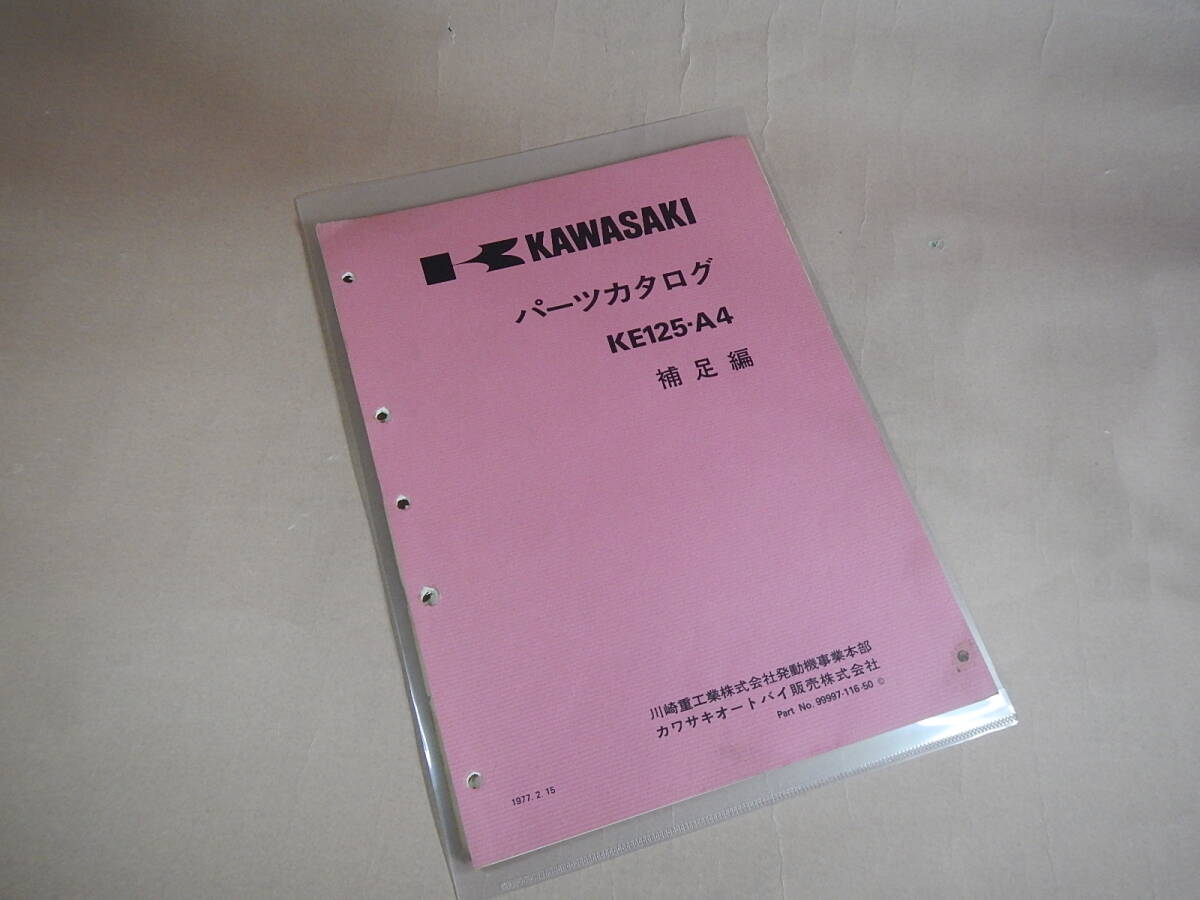 KAWASAKI
パーツカタログ
KE125-A4
補足編
川崎重工業株式会社発動機事業本部
カワサキオートバイ販売株式会社
Part No. 99997-116-50 ©
1977. 2. 15